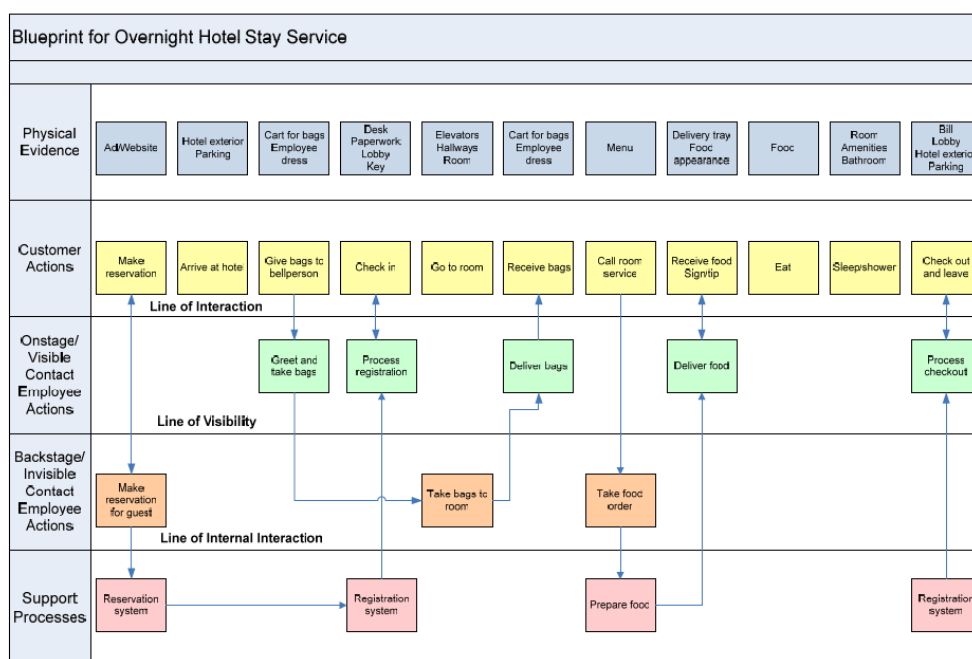 Blueprint for Overnight Hotel Stay Service
Physical
Evidence
Ad/Website
Hotel exterior
Parking
Cart for bags
Employee
dress
Desk
Paperwork
Lobby
Key
Elevators
Hallways
Room
Cart for bags
Employee
dress
Menu
Delivery tray
Food
appearance
Food
Room
Amenities
Bathroom
Bill
Lobby
Hotel exterior
Parking
Customer
Actions
Make
reservation
Arrive at hotel
Give bags to
bellperson
Check in
Go to room
Receive bags
Call room
service
Receive food
Sign/tip
Eat
Sleep/shower
Check out
and leave
Line of Interaction
Onstage/
Visible
Contact
Employee
Actions
Greet and
take bags
Process
registration
Deliver bags
Deliver food
Process
checkout
Line of Visibility
Backstage/
Invisible
Contact
Employee
Actions
Make
reservation
for guest
Take bags to
room
Take food
order
Line of Internal Interaction
Support
Processes
Reservation
system
Registration
system
Prepare food
Registration
system